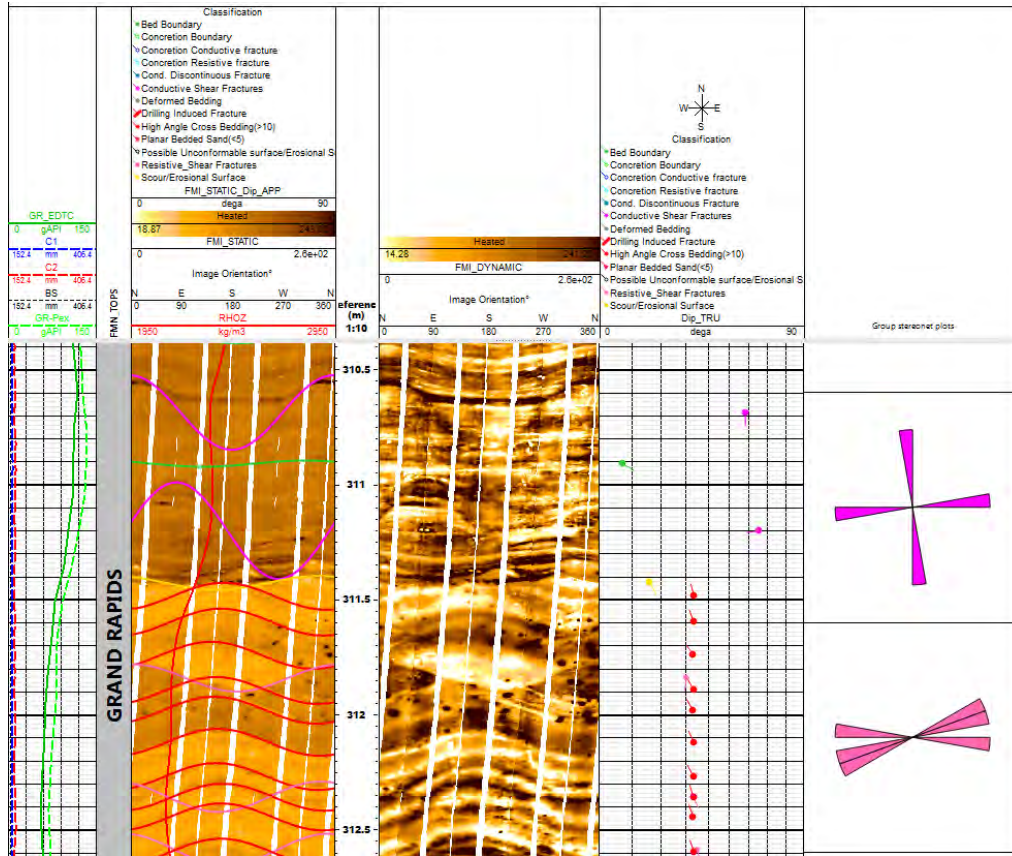 Classification
Bed Boundary
Concretion Boundary
Concretion Conductive fracture
Concretion Resistive fracture
Cond. Discontinuous Fracture
Conductive Shear Fractures
Deformed Bedding
Drilling Induced Fracture
High Angle Cross Bedding(>10)
Planar Bedded Sand(<5)
Possible Unconformable surface/Erosional S
Resistive_Shear Fractures
Scour/Erosional Surface
FMI_STATIC_Dip_APP
0 dega 90
Heated
18.87
FMI_STATIC
0 2.6e+02
Image Orientation°
N E S W N
0 90 180 270 360
RHOZ
1950 kg/m3 2950
GR_EDTC
0 gAPI 150
C1
152.4 mm 406.4
C2
152.4 mm 406.4
BS
152.4 mm 406.4
GR-Pex
0 gAPI 150
FMN_TOPS
eferenc
(m)
1:10
Heated
14.28
FMI_DYNAMIC
0 2.6e+02
Image Orientation°
N E S W N
0 90 180 270 360
N
W E
S
Classification
Bed Boundary
Concretion Boundary
Concretion Conductive fracture
Concretion Resistive fracture
Cond. Discontinuous Fracture
Conductive Shear Fractures
Deformed Bedding
Drilling Induced Fracture
High Angle Cross Bedding(>10)
Planar Bedded Sand(<5)
Possible Unconformable surface/Erosional S
Resistive_Shear Fractures
Scour/Erosional Surface
Dip_TRU
0 dega 90
Group stereonet plots
GRAND RAPIDS
310.5
311
311.5
312
312.5